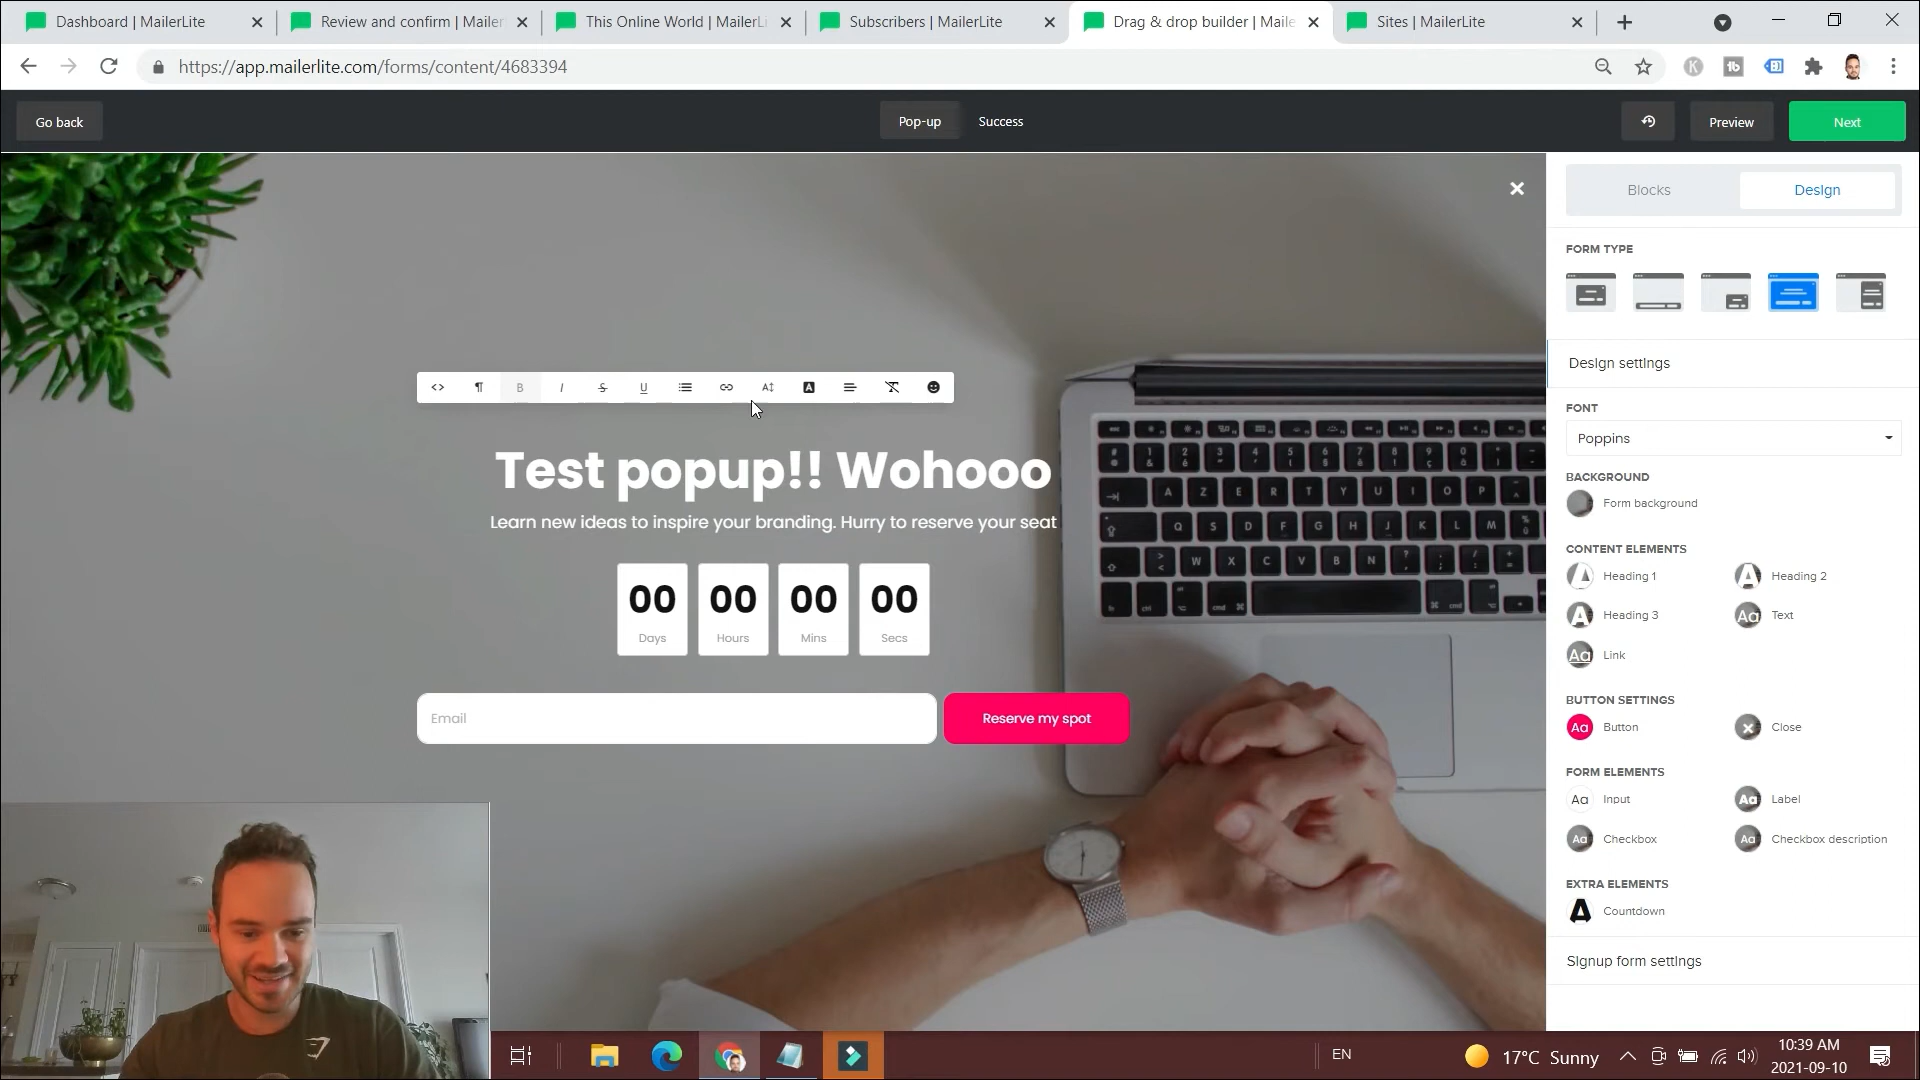 Dashboard | MailerLite
Review and confirm | Mailer
This Online World | MailerLi
Subscribers | MailerLite
Drag & drop builder | Maile
Sites | MailerLite
https://app.mailerlite.com/forms/content/4683394
Go back
Pop-up
Success
Preview
Next
Blocks
Design
FORM TYPE
Design settings
FONT
Poppins
BACKGROUND
Form background
CONTENT ELEMENTS
Heading 1
Heading 2
Heading 3
Text
Link
BUTTON SETTINGS
Button
Close
FORM ELEMENTS
Input
Label
Checkbox
Checkbox description
EXTRA ELEMENTS
Countdown
Signup form settings
Test popup!! Wohooo
Learn new ideas to inspire your branding. Hurry to reserve your seat
00 00 00 00
Days Hours Mins Secs
Email
Reserve my spot
EN
17°C Sunny
10:39 AM
2021-09-10